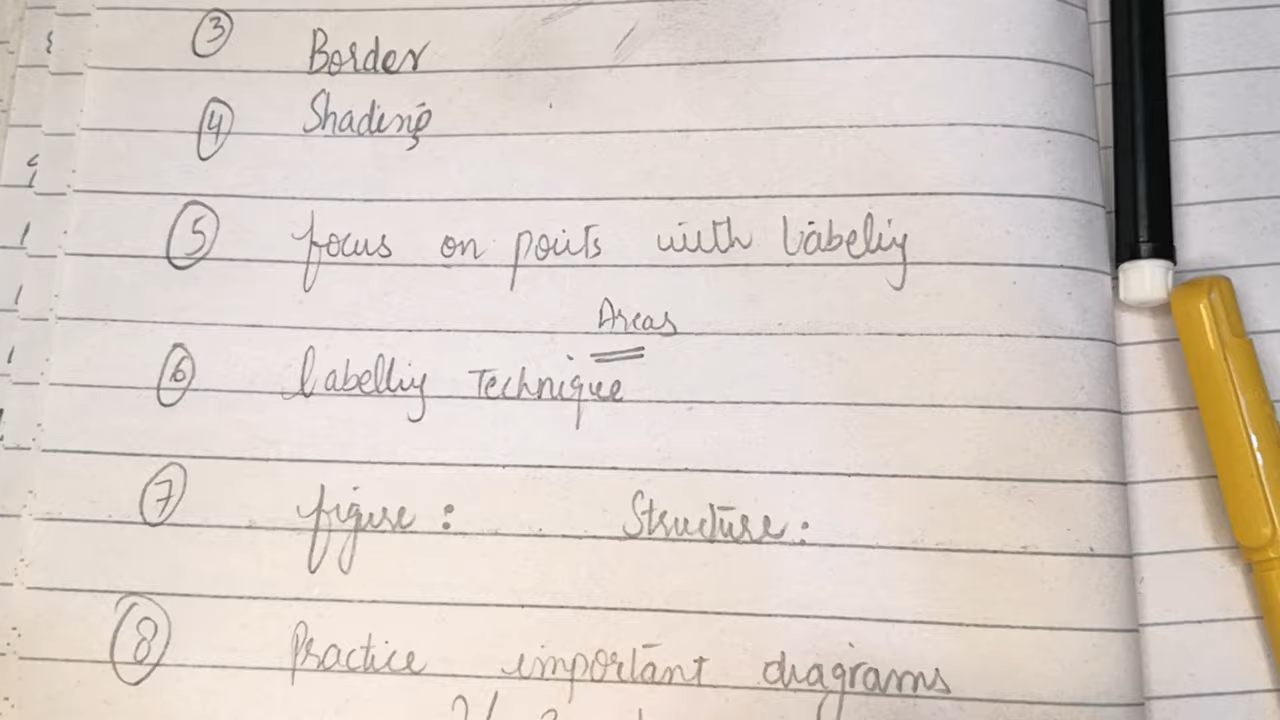 ③ Border
④ Shading
⑤ focus on points with labeling
Areas
⑥ labelling Technique
⑦ figure : Structure :
⑧ Practice important diagrams